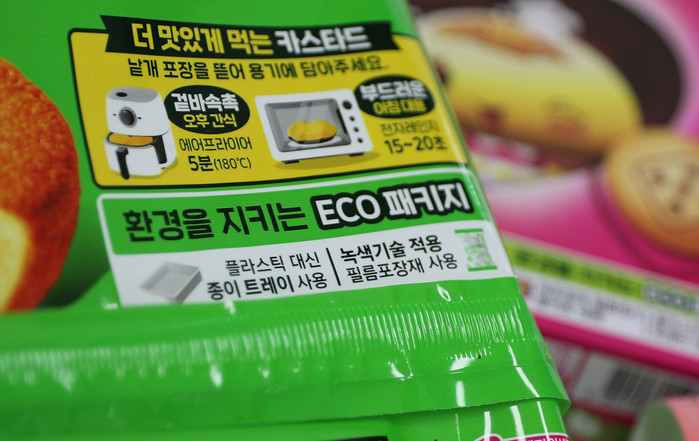 더 맛있게 먹는 카스타드
낱개 포장을 뜯어 용기에 담아주세요.
겉바속촉
오후 간식
에어프라이어
5분(180℃)
부드러운
아침 대용
전자레인지
15~20초
환경을 지키는 ECO 패키지
플라스틱 대신
종이 트레이 사용
녹색기술 적용
필름포장재 사용